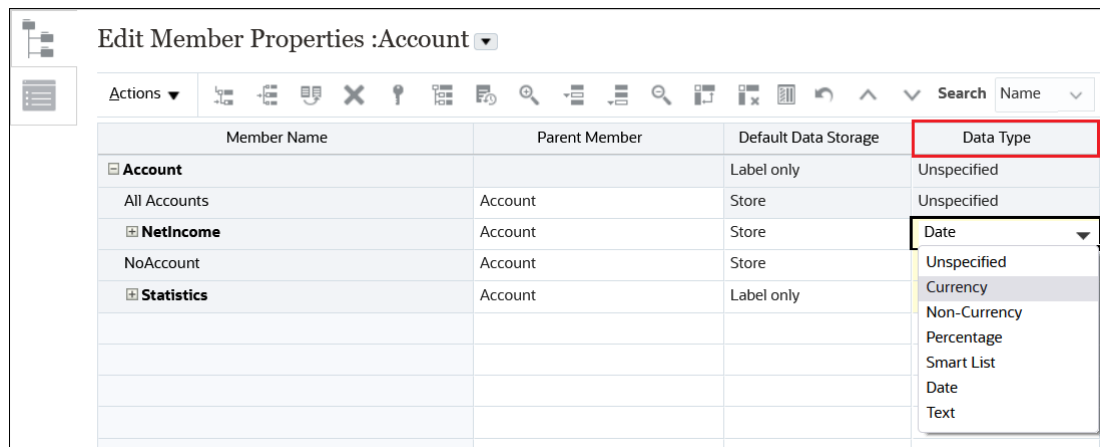 Edit Member Properties :Account
Actions Search Name
Member Name Parent Member Default Data Storage Data Type
Account Label only Unspecified
All Accounts Account Store Unspecified
NetIncome Account Store Date
NoAccount Account Store Unspecified
Statistics Account Label only Currency
Non-Currency
Percentage
Smart List
Date
Text